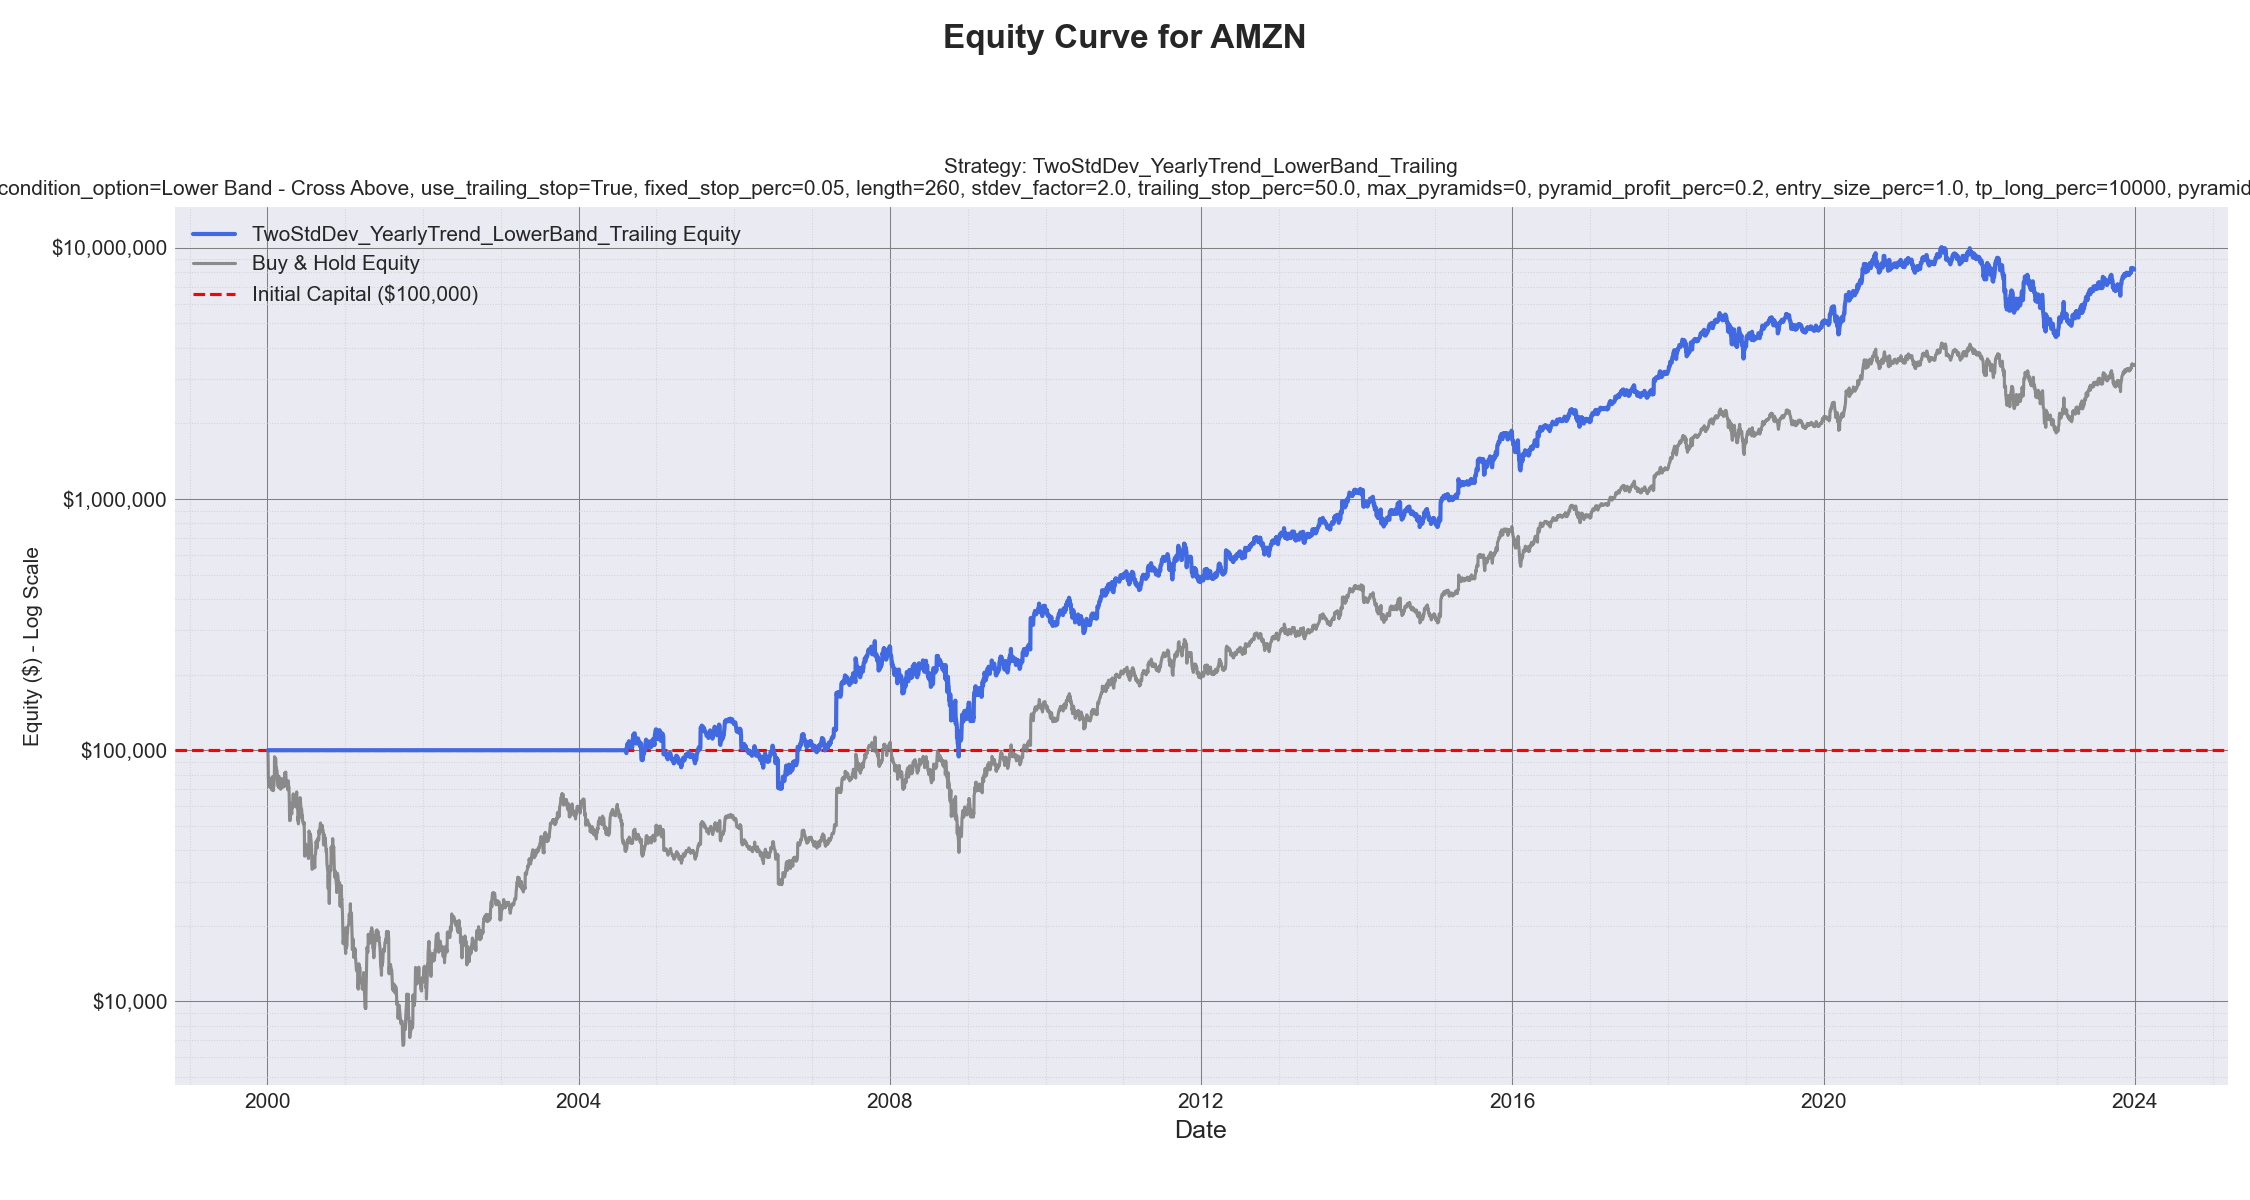 Equity Curve for AMZN
Strategy: TwoStdDev_YearlyTrend_LowerBand_Trailing
condition_option=Lower Band - Cross Above, use_trailing_stop=True, fixed_stop_perc=0.05, length=260, stdev_factor=2.0, trailing_stop_perc=50.0, max_pyramids=0, pyramid_profit_perc=0.2, entry_size_perc=1.0, tp_long_perc=10000, pyramid
TwoStdDev_YearlyTrend_LowerBand_Trailing Equity
Buy & Hold Equity
Initial Capital ($100,000)
$10,000,000
$1,000,000
$100,000
$10,000
Equity ($) - Log Scale
2000 2004 2008 2012 2016 2020 2024
Date